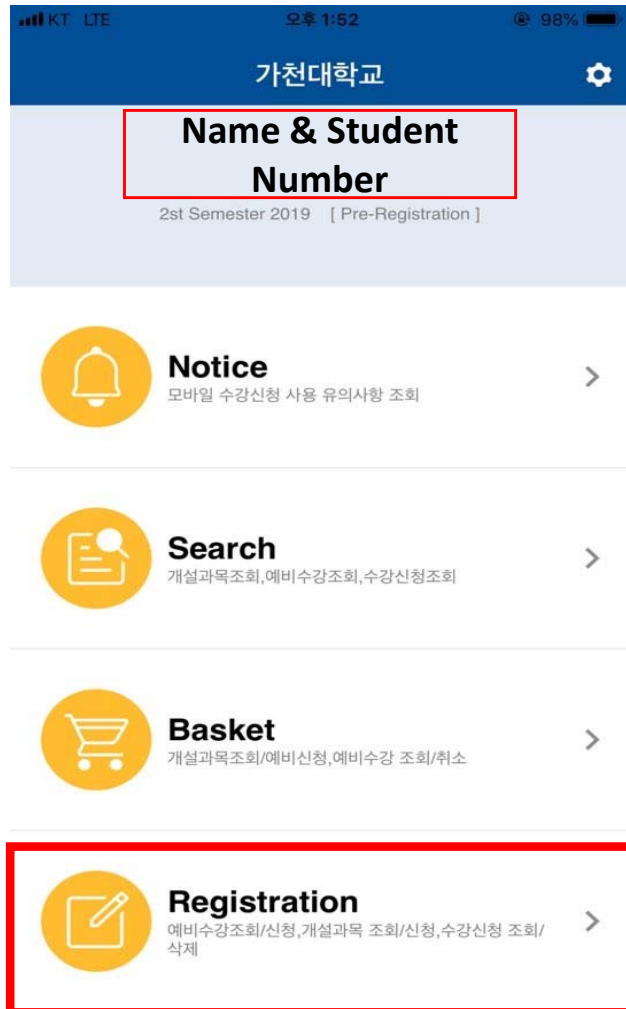 KT LTE 오후 1:52 98%
가천대학교
Name & Student
Number
2st Semester 2019 [ Pre-Registration ]
Notice
모바일 수강신청 사용 유의사항 조회
Search
개설과목조회,예비수강조회,수강신청조회
Basket
개설과목조회/예비신청,예비수강 조회/취소
Registration
예비수강조회/신청,개설과목 조회/신청,수강신청 조회/
삭제